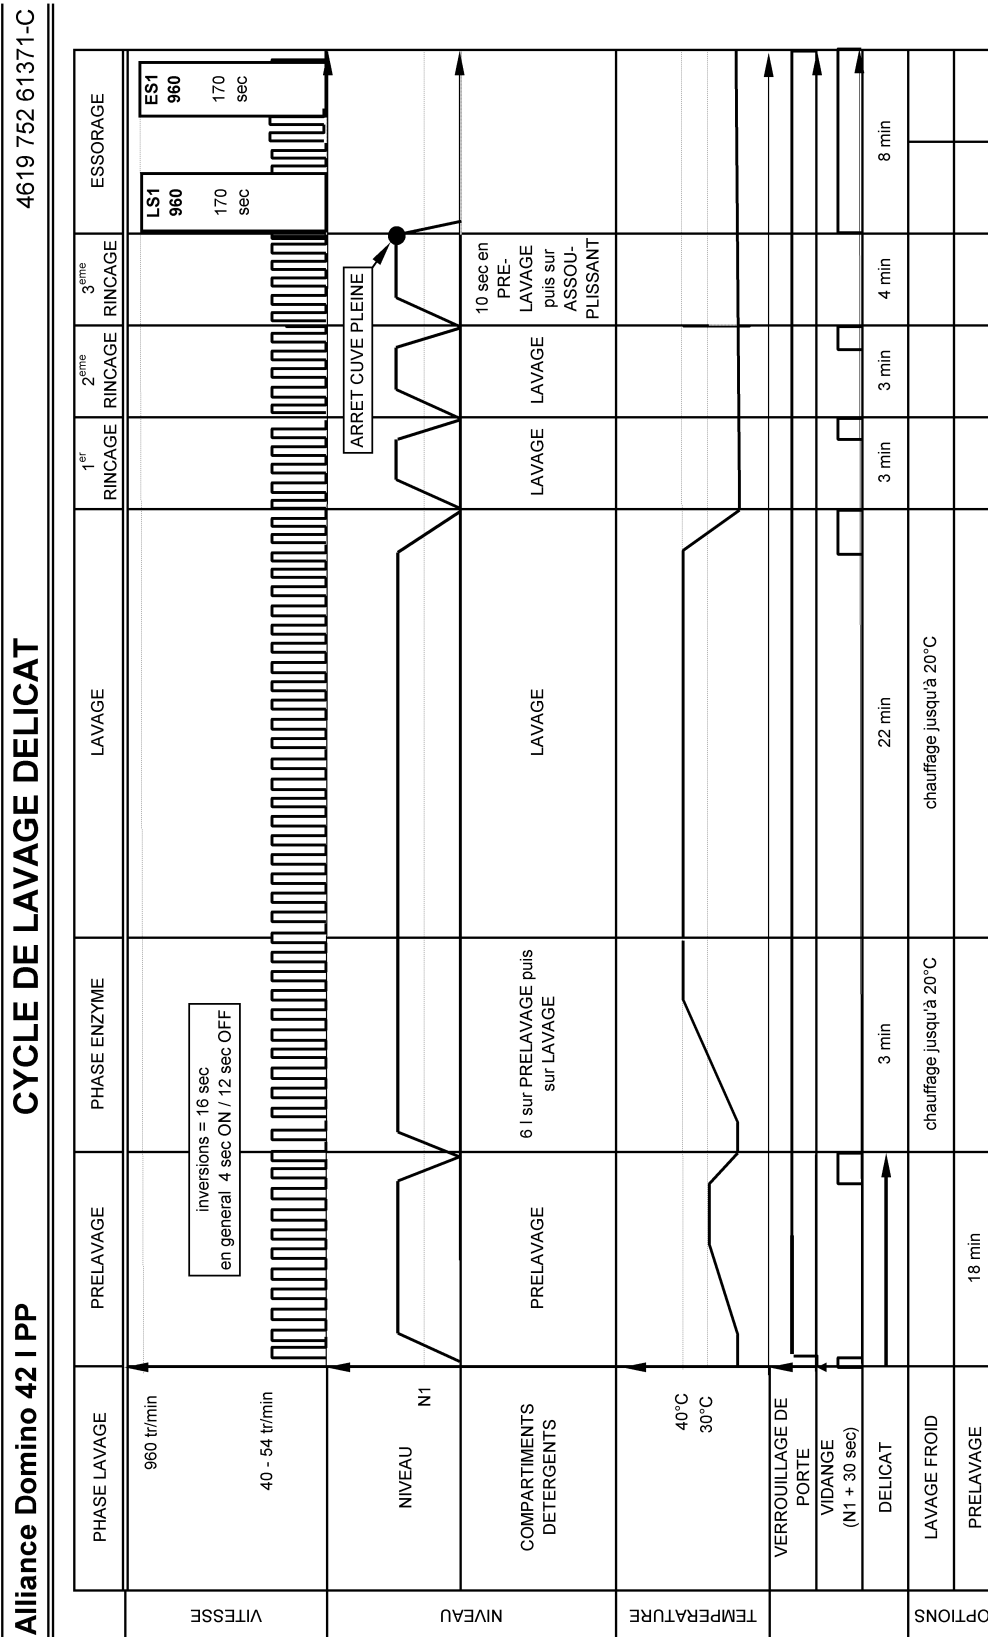 Alliance Domino 42 I PP
CYCLE DE LAVAGE DELICAT
4619 752 61371-C
PHASE LAVAGE
PRELAVAGE
PHASE ENZYME
LAVAGE
1er
RINCAGE
2eme
RINCAGE
3eme
RINCAGE
ESSORAGE
VITESSE
960 tr/min
40 - 54 tr/min
inversions = 16 sec
en general 4 sec ON / 12 sec OFF
LS1
960
170
sec
ES1
960
170
sec
NIVEAU
NIVEAU
N1
ARRET CUVE PLEINE
COMPARTIMENTS
DETERGENTS
PRELAVAGE
6 l sur PRELAVAGE puis
sur LAVAGE
LAVAGE
LAVAGE
LAVAGE
10 sec en
PRE-
LAVAGE
puis sur
ASSOU-
PLISSANT
TEMPERATURE
40°C
30°C
VERROUILLAGE DE
PORTE
VIDANGE
(N1 + 30 sec)
DELICAT
3 min
22 min
3 min
3 min
4 min
8 min
OPTIONS
LAVAGE FROID
chauffage jusqu'à 20°C
chauffage jusqu'à 20°C
PRELAVAGE
18 min